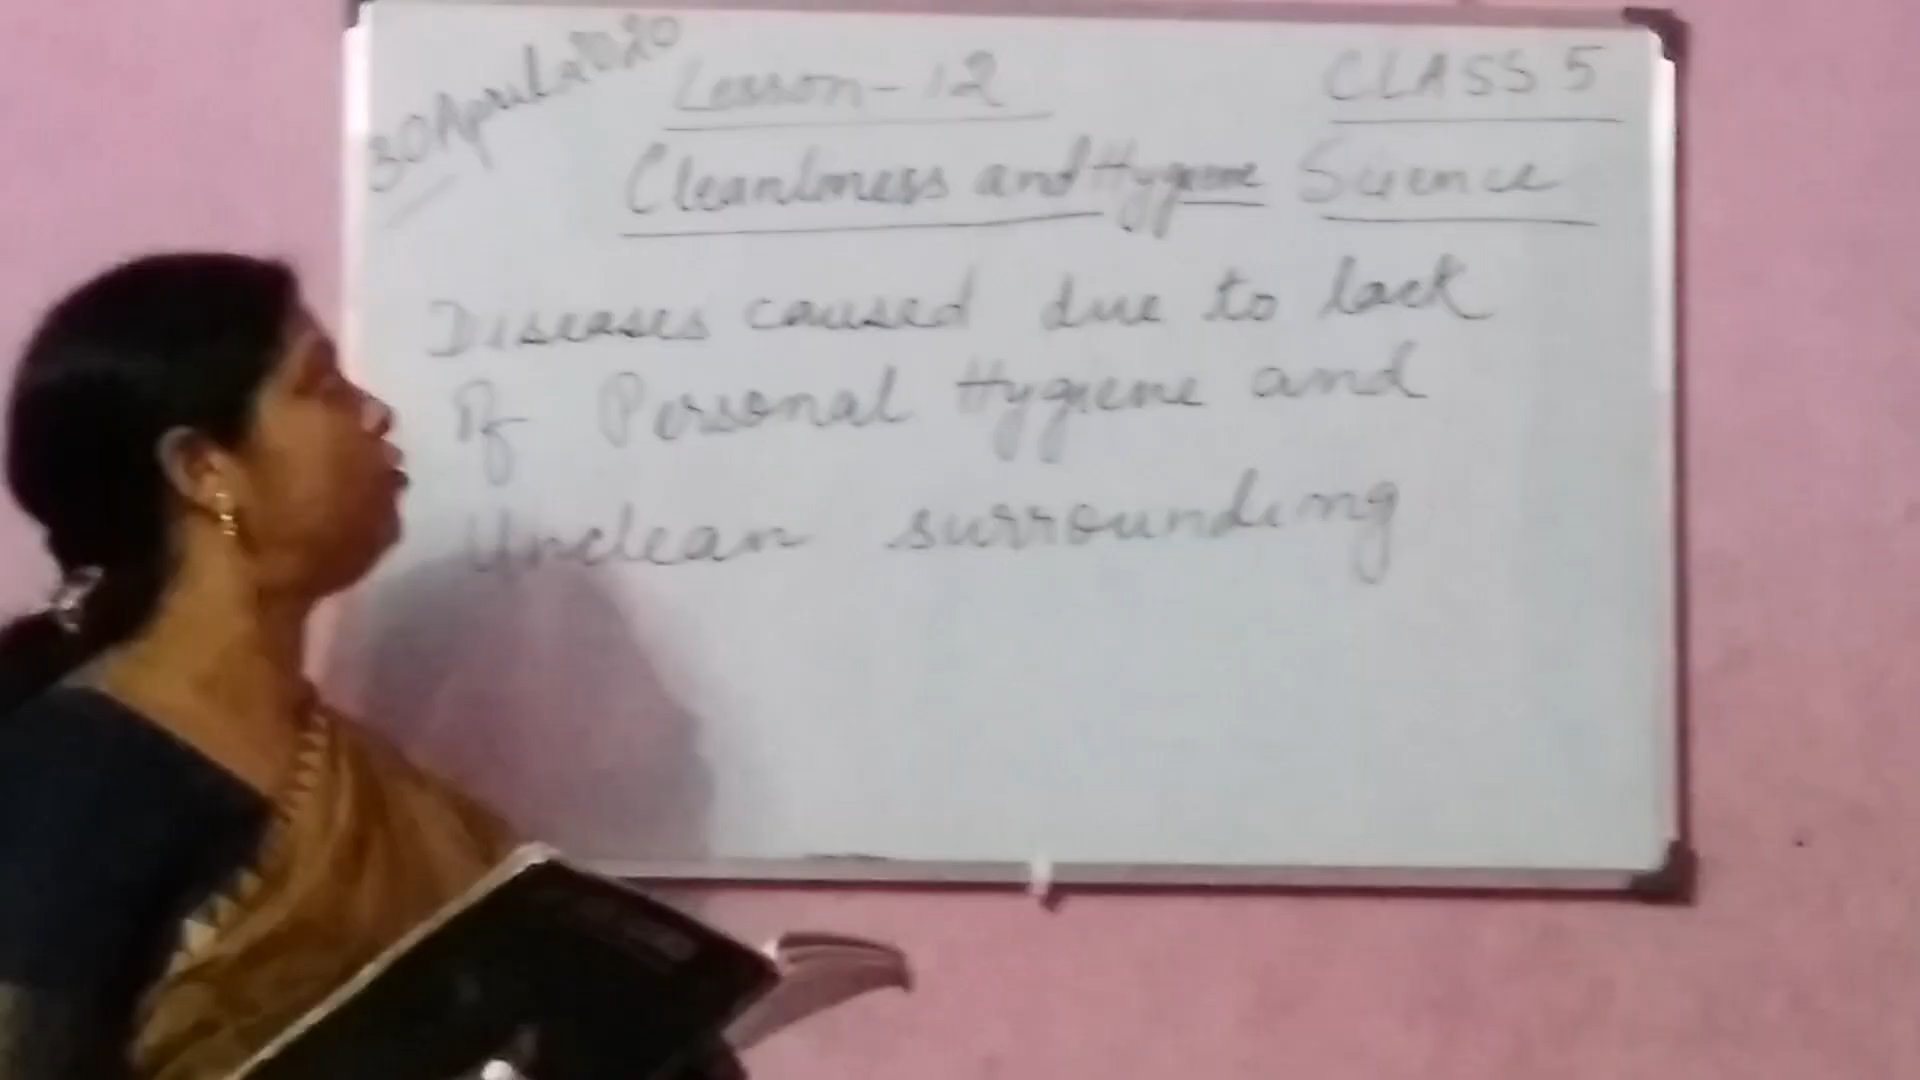 30 April 2020
Lesson-12
CLASS 5
Cleanliness and Hygiene
Science
Diseases caused due to lack
Of Personal Hygiene and
Unclean surrounding